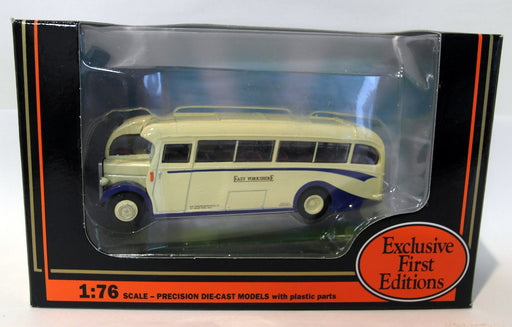 EAST YORKSHIRE
Exclusive
First
Editions
1:76 SCALE – PRECISION DIE-CAST MODELS with plastic parts